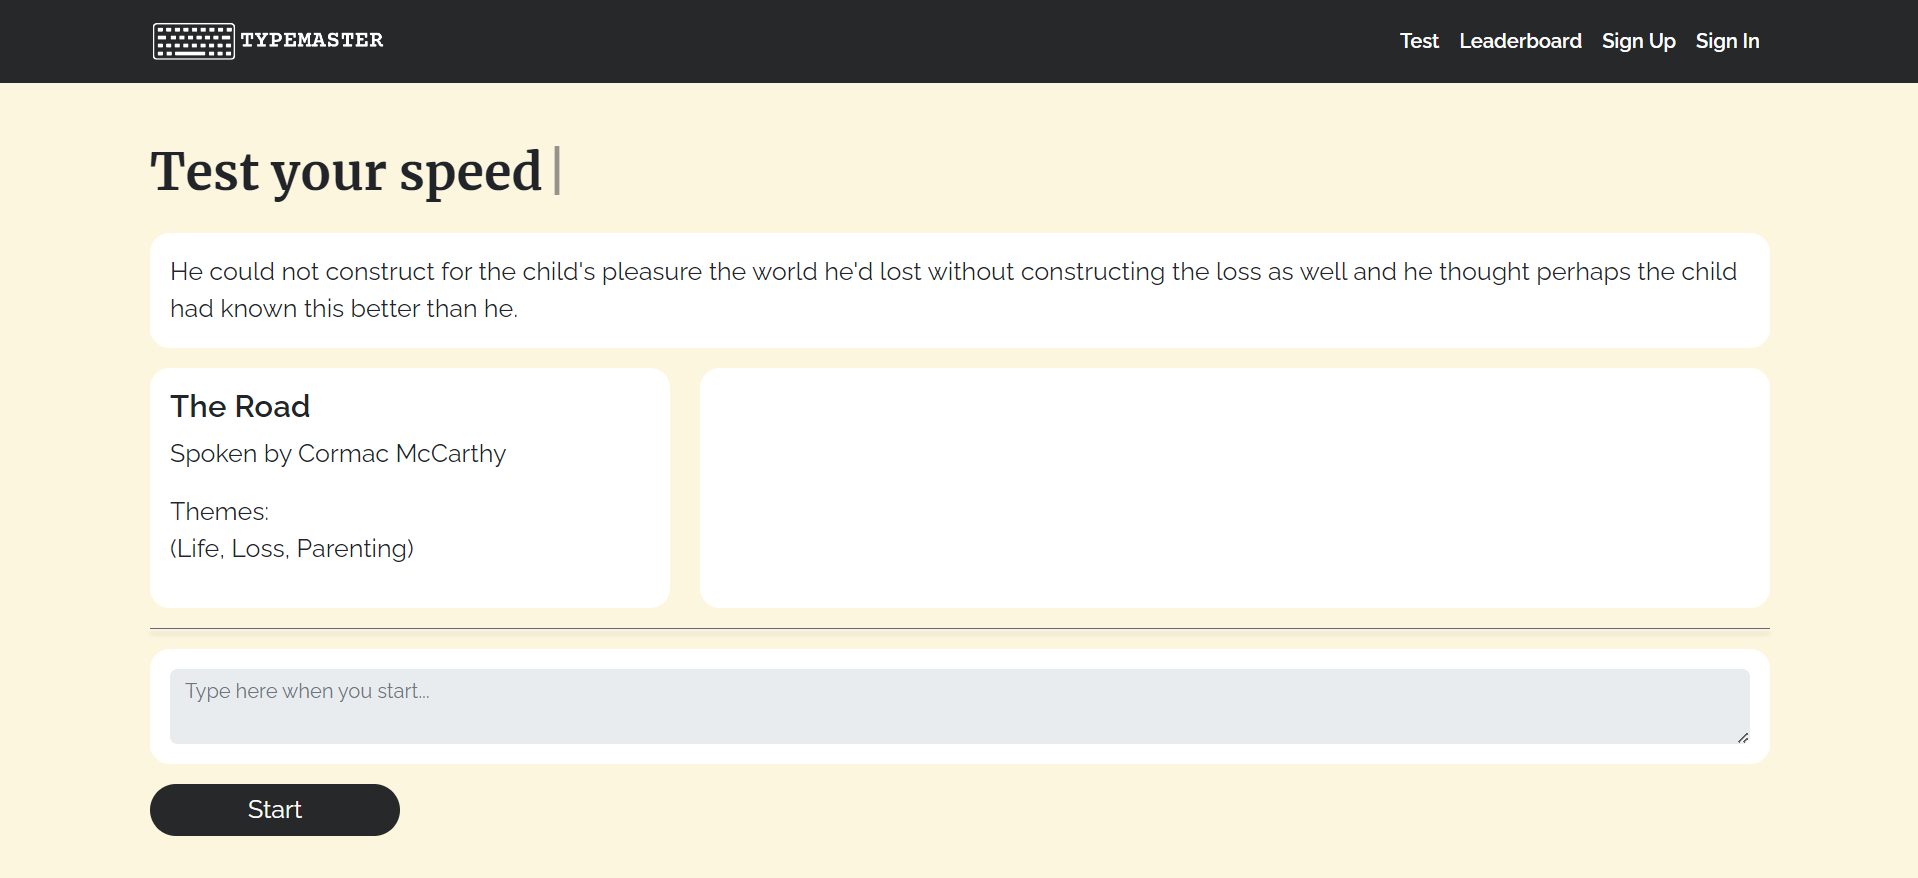 TYPEMASTER
Test Leaderboard Sign Up Sign In
Test your speed
He could not construct for the child's pleasure the world he'd lost without constructing the loss as well and he thought perhaps the child
had known this better than he.
The Road
Spoken by Cormac McCarthy
Themes:
(Life, Loss, Parenting)
Type here when you start...
Start